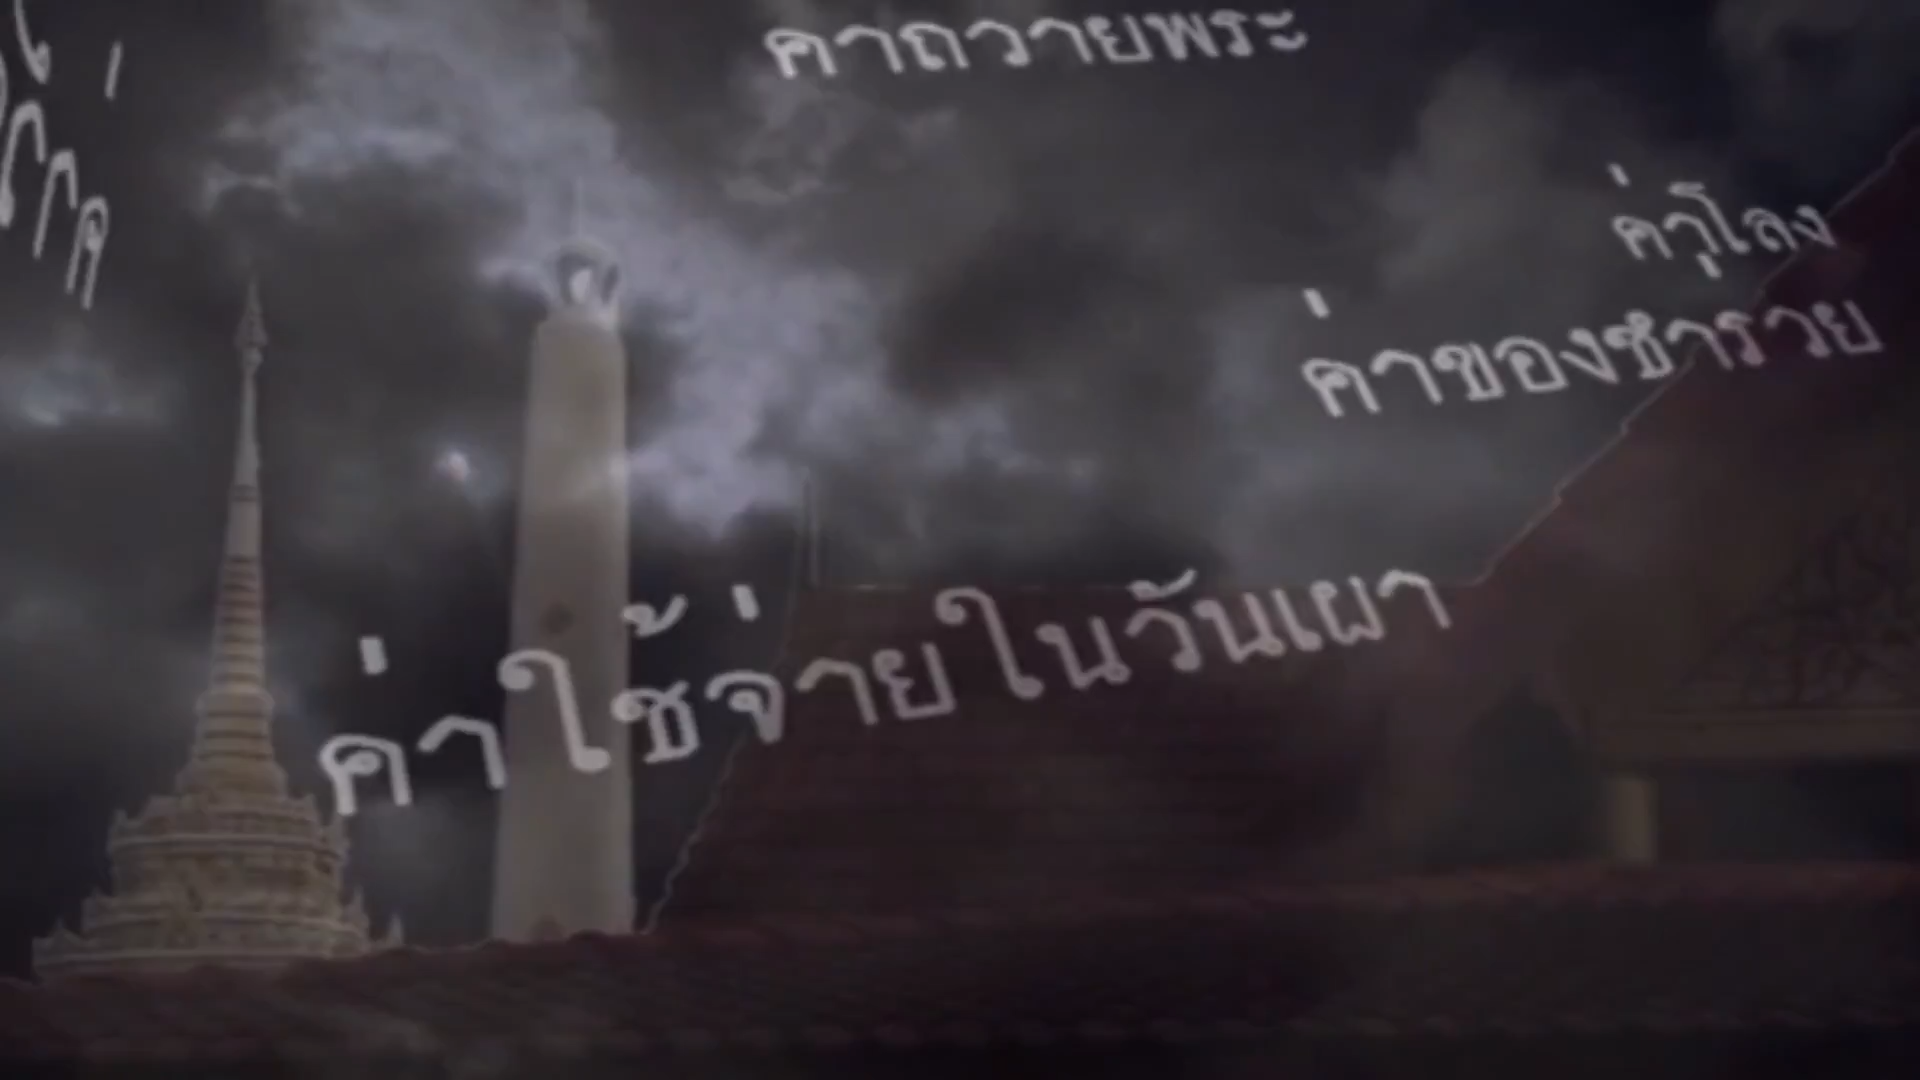 ค่าถวายพระ
ค่าโลง
ค่าของชำร่วย
ค่าใช้จ่ายในวันเผา